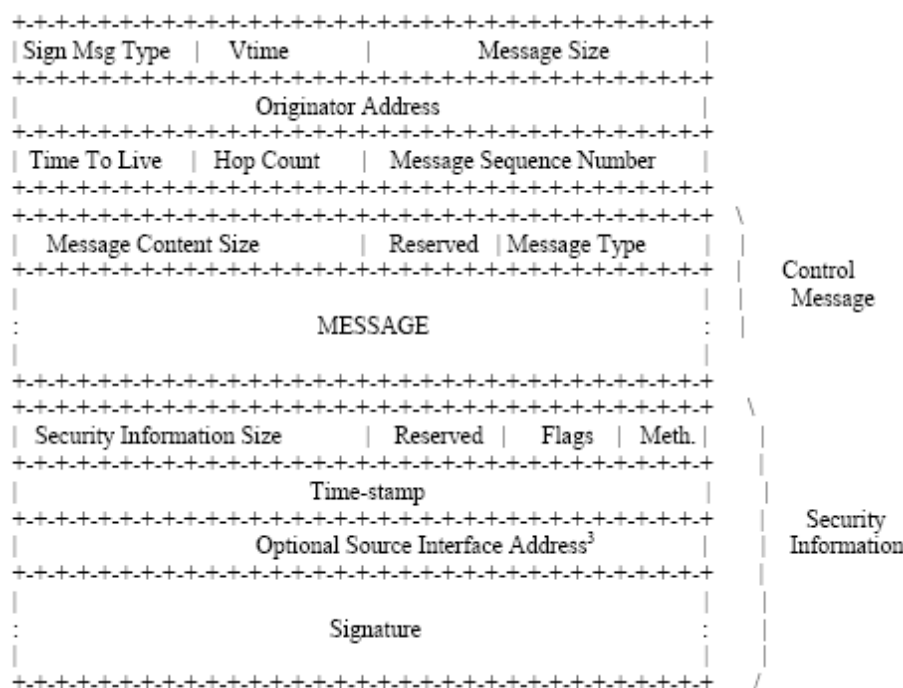 +-+-+-+-+-+-+-+-+-+-+-+-+-+-+-+-+-+-+-+-+-+-+-+-+-+-+-+-+-+-+-+-+
| Sign Msg Type | Vtime | Message Size |
+-+-+-+-+-+-+-+-+-+-+-+-+-+-+-+-+-+-+-+-+-+-+-+-+-+-+-+-+-+-+-+-+
| Originator Address |
+-+-+-+-+-+-+-+-+-+-+-+-+-+-+-+-+-+-+-+-+-+-+-+-+-+-+-+-+-+-+-+-+
| Time To Live | Hop Count | Message Sequence Number |
+-+-+-+-+-+-+-+-+-+-+-+-+-+-+-+-+-+-+-+-+-+-+-+-+-+-+-+-+-+-+-+-+
+-+-+-+-+-+-+-+-+-+-+-+-+-+-+-+-+-+-+-+-+-+-+-+-+-+-+-+-+-+-+-+-+ \
| Message Content Size | Reserved | Message Type | |
+-+-+-+-+-+-+-+-+-+-+-+-+-+-+-+-+-+-+-+-+-+-+-+-+-+-+-+-+-+-+-+-+ | Control
| | | Message
: MESSAGE : |
| |
+-+-+-+-+-+-+-+-+-+-+-+-+-+-+-+-+-+-+-+-+-+-+-+-+-+-+-+-+-+-+-+-+
+-+-+-+-+-+-+-+-+-+-+-+-+-+-+-+-+-+-+-+-+-+-+-+-+-+-+-+-+-+-+-+-+ \
| Security Information Size | Reserved | Flags | Meth. | |
+-+-+-+-+-+-+-+-+-+-+-+-+-+-+-+-+-+-+-+-+-+-+-+-+-+-+-+-+-+-+-+-+ |
| Time-stamp | |
+-+-+-+-+-+-+-+-+-+-+-+-+-+-+-+-+-+-+-+-+-+-+-+-+-+-+-+-+-+-+-+-+ | Security
| Optional Source Interface Address³ | | Information
+-+-+-+-+-+-+-+-+-+-+-+-+-+-+-+-+-+-+-+-+-+-+-+-+-+-+-+-+-+-+-+-+ |
| | |
: Signature : |
| | |
+-+-+-+-+-+-+-+-+-+-+-+-+-+-+-+-+-+-+-+-+-+-+-+-+-+-+-+-+-+-+-+-+ /